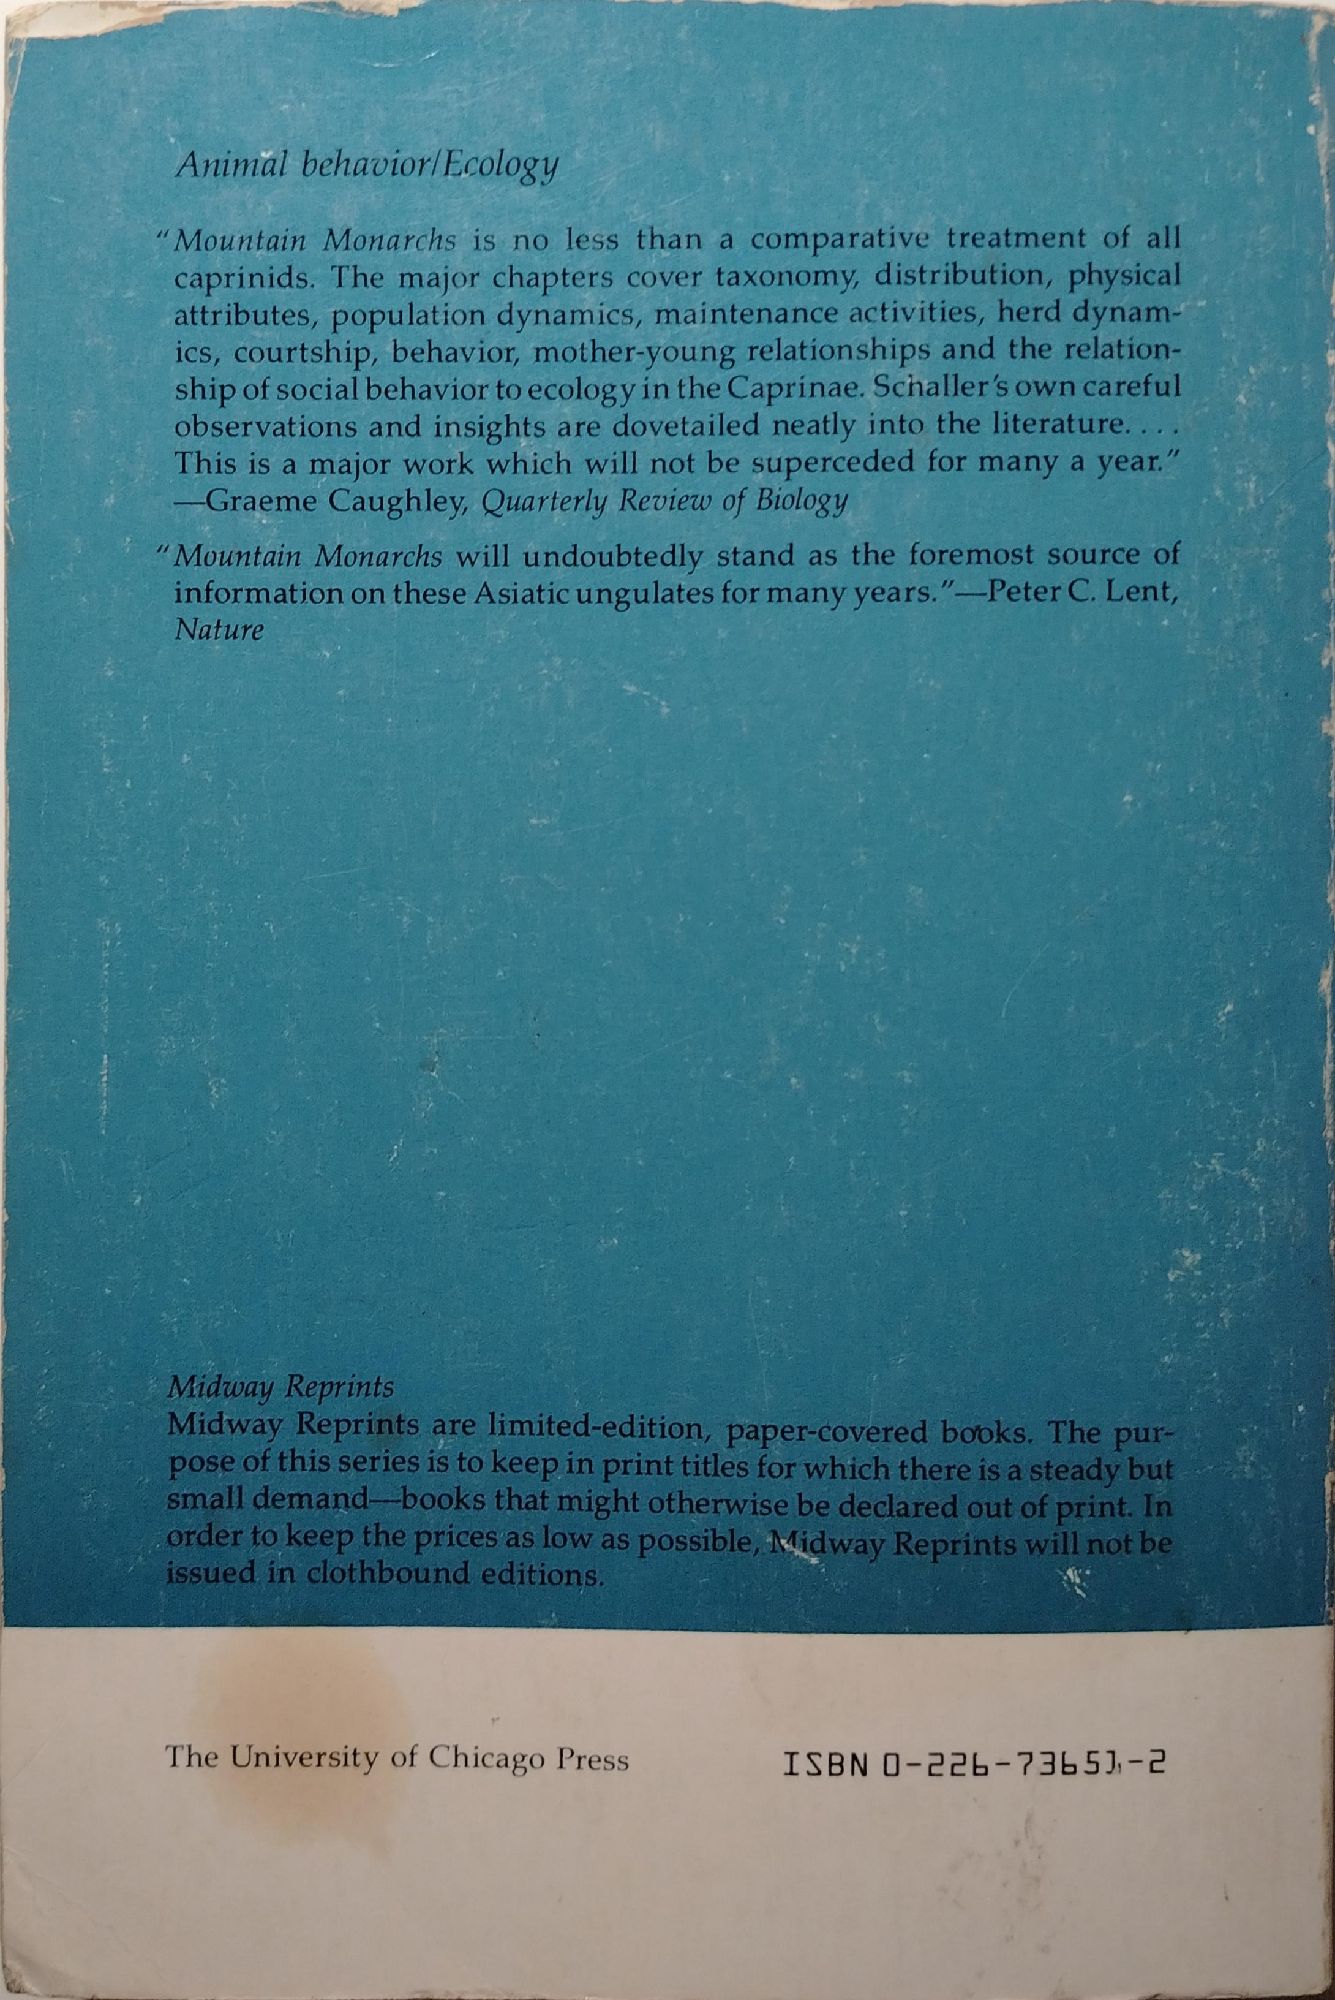 Animal behavior/Ecology
"Mountain Monarchs is no less than a comparative treatment of all
caprinids. The major chapters cover taxonomy, distribution, physical
attributes, population dynamics, maintenance activities, herd dynam-
ics, courtship, behavior, mother-young relationships and the relation-
ship of social behavior to ecology in the Caprinae. Schaller's own careful
observations and insights are dovetailed neatly into the literature. . . .
This is a major work which will not be superceded for many a year."
—Graeme Caughley, Quarterly Review of Biology
"Mountain Monarchs will undoubtedly stand as the foremost source of
information on these Asiatic ungulates for many years."—Peter C. Lent,
Nature
Midway Reprints
Midway Reprints are limited-edition, paper-covered books. The pur-
pose of this series is to keep in print titles for which there is a steady but
small demand—books that might otherwise be declared out of print. In
order to keep the prices as low as possible, Midway Reprints will not be
issued in clothbound editions.
The University of Chicago Press
ISBN 0-226-73651-2